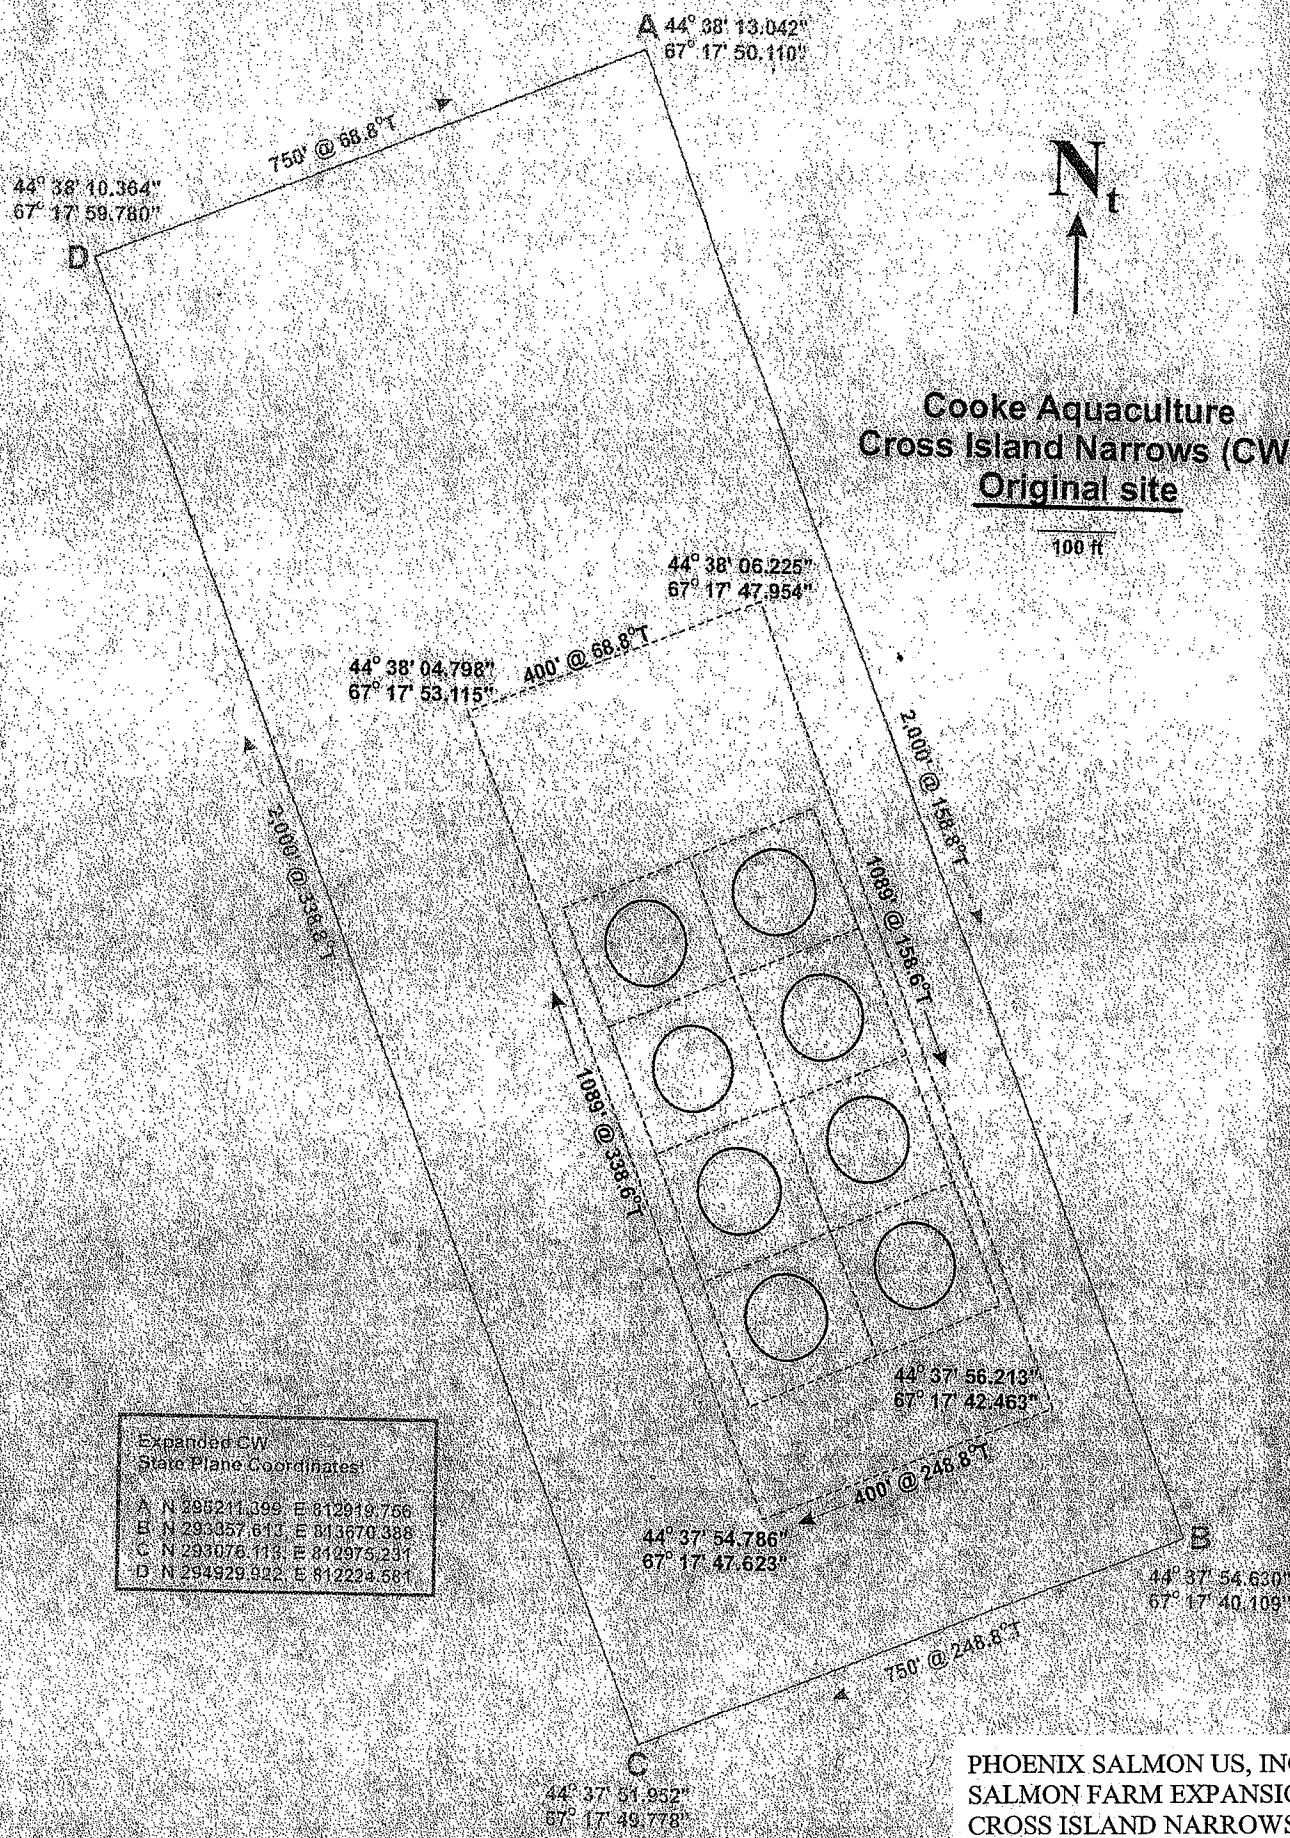 A
44° 38' 13.042"
67° 17' 50.110"
750' @ 68.8°T
44° 38' 10.364"
67° 17' 59.780"
D
N
t
Cooke Aquaculture
Cross Island Narrows (CW
Original site
100 ft
44° 38' 06.225"
67° 17' 47.954"
400' @ 68.8°T
44° 38' 04.798"
67° 17' 53.115"
2,000' @ 158.8°T
2,000' @ 338.8°T
1089' @ 158.6°T
1089' @ 338.6°T
44° 37' 56.213"
67° 17' 42.463"
400' @ 248.8°T
44° 37' 54.786"
67° 17' 47.623"
Expanded CW
State Plane Coordinates
A N 295211.399, E 812919.756
B N 293357.613, E 813670.388
C N 293076.113, E 812975.231
D N 294929.922, E 812224.581
B
44° 37' 54.630"
67° 17' 40.109"
750' @ 248.8°T
C
44° 37' 51.952"
67° 17' 49.778"
PHOENIX SALMON US, INC
SALMON FARM EXPANSIO
CROSS ISLAND NARROWS